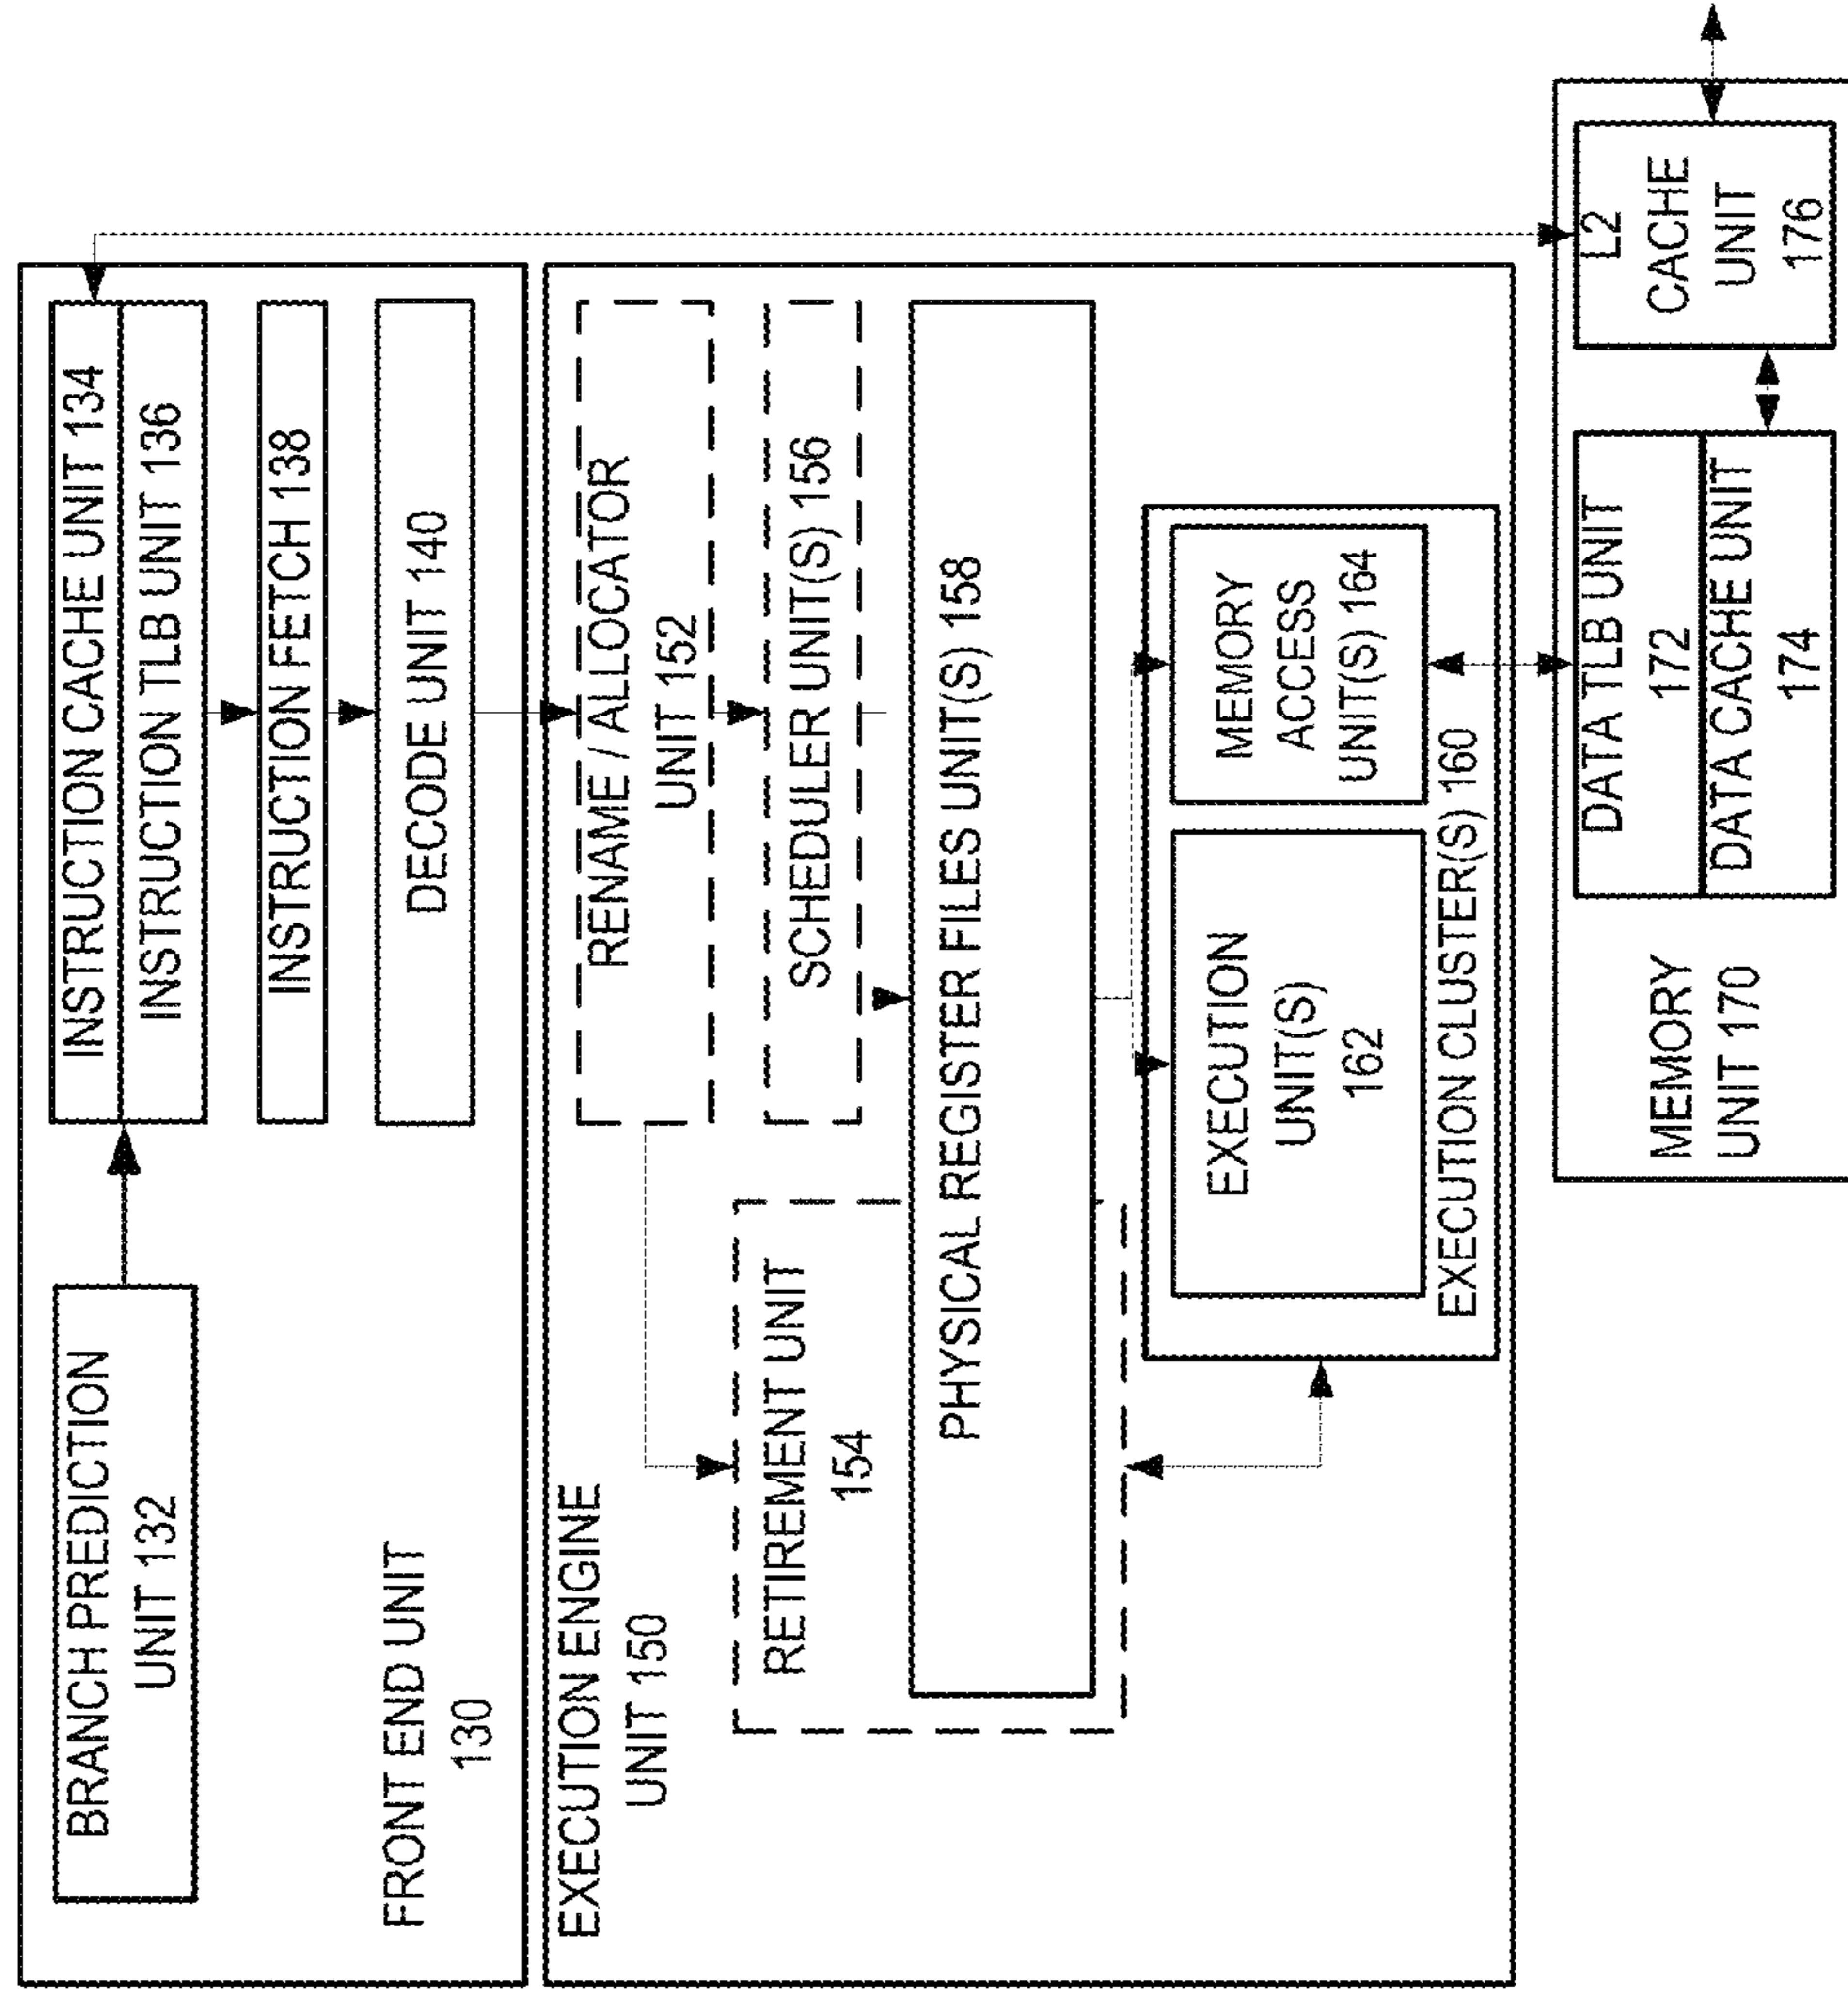 BRANCH PREDICTION
UNIT 132
INSTRUCTION CACHE UNIT 134
INSTRUCTION TLB UNIT 136
INSTRUCTION FETCH 138
DECODE UNIT 140
FRONT END UNIT
130
EXECUTION ENGINE
UNIT 150
RENAME / ALLOCATOR
UNIT 152
RETIREMENT UNIT
154
SCHEDULER UNIT(S) 156
PHYSICAL REGISTER FILES UNIT(S) 158
EXECUTION
UNIT(S)
162
MEMORY
ACCESS
UNIT(S) 164
EXECUTION CLUSTER(S) 160
MEMORY
UNIT 170
DATA TLB UNIT
172
DATA CACHE UNIT
174
L2
CACHE
UNIT
176